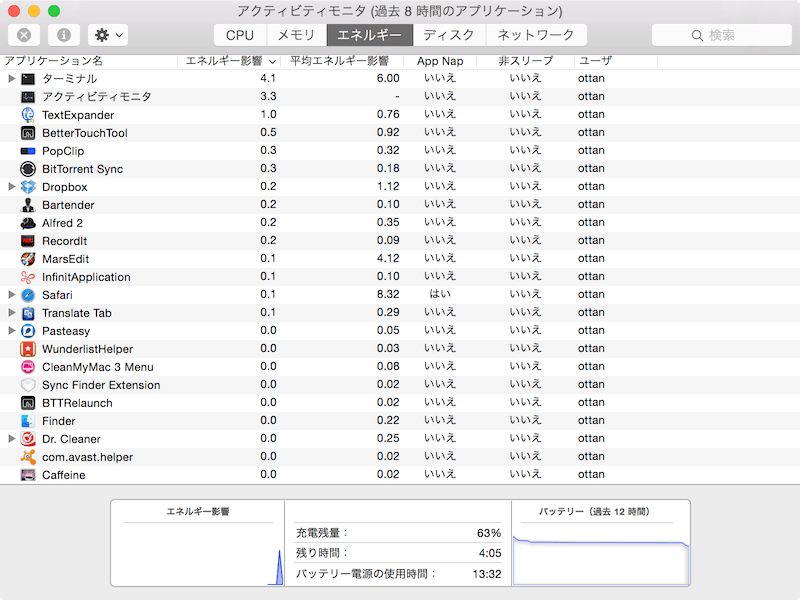 アクティビティモニタ (過去 8 時間のアプリケーション)
CPU メモリ エネルギー ディスク ネットワーク 検索
アプリケーション名 エネルギー影響 平均エネルギー影響 App Nap 非スリープ ユーザ
ターミナル 4.1 6.00 いいえ いいえ ottan
アクティビティモニタ 3.3 - いいえ いいえ ottan
TextExpander 1.0 0.76 いいえ いいえ ottan
BetterTouchTool 0.5 0.92 いいえ いいえ ottan
PopClip 0.3 0.32 いいえ いいえ ottan
BitTorrent Sync 0.3 0.18 いいえ いいえ ottan
Dropbox 0.2 1.12 いいえ いいえ ottan
Bartender 0.2 0.10 いいえ いいえ ottan
Alfred 2 0.2 0.35 いいえ いいえ ottan
RecordIt 0.2 0.09 いいえ いいえ ottan
MarsEdit 0.1 4.12 いいえ いいえ ottan
InfinitApplication 0.1 0.10 いいえ いいえ ottan
Safari 0.1 8.32 はい いいえ ottan
Translate Tab 0.1 0.29 いいえ いいえ ottan
Pasteasy 0.0 0.05 いいえ いいえ ottan
WunderlistHelper 0.0 0.03 いいえ いいえ ottan
CleanMyMac 3 Menu 0.0 0.08 いいえ いいえ ottan
Sync Finder Extension 0.0 0.02 いいえ いいえ ottan
BTTRelaunch 0.0 0.02 いいえ いいえ ottan
Finder 0.0 0.22 いいえ いいえ ottan
Dr. Cleaner 0.0 0.25 いいえ いいえ ottan
com.avast.helper 0.0 0.02 いいえ いいえ ottan
Caffeine 0.0 0.02 いいえ いいえ ottan
エネルギー影響 バッテリー（過去 12 時間）
充電残量： 63%
残り時間： 4:05
バッテリー電源の使用時間： 13:32